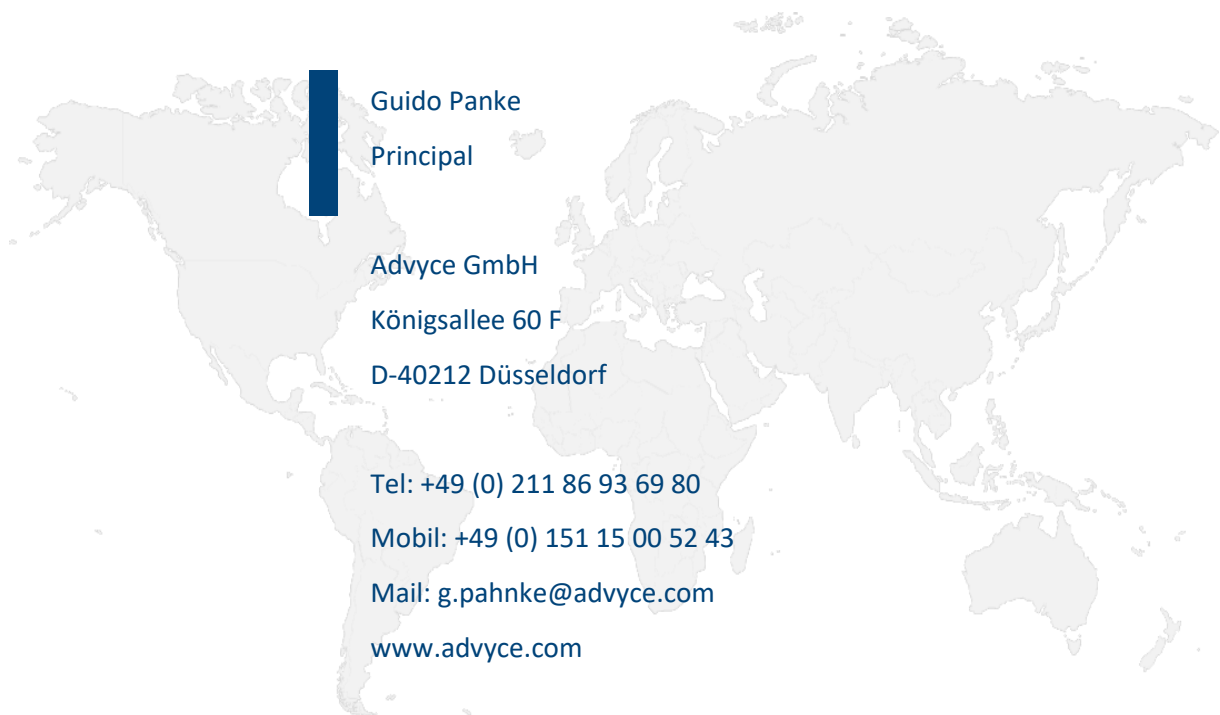 Guido Panke
Principal
Advyce GmbH
Königsallee 60 F
D-40212 Düsseldorf
Tel: +49 (0) 211 86 93 69 80
Mobil: +49 (0) 151 15 00 52 43
Mail: g.pahnke@advyce.com
www.advyce.com